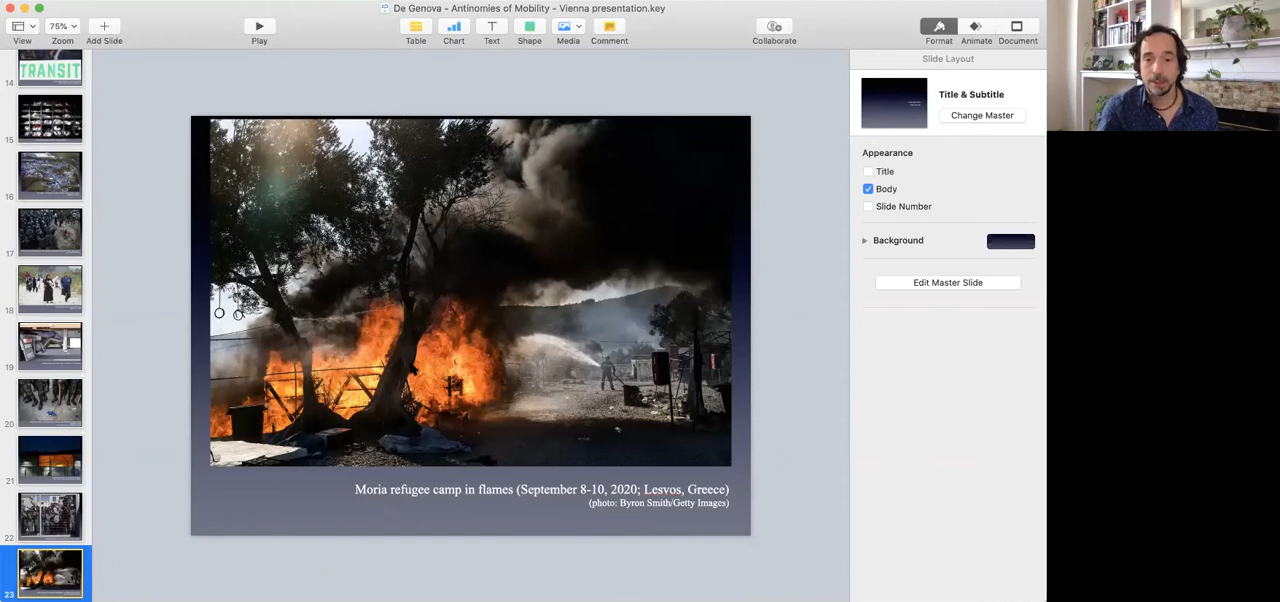 De Genova - Antinomies of Mobility - Vienna presentation.key
75%
View
Zoom
Add Slide
Play
Table
Chart
Text
Shape
Media
Comment
Collaborate
Format
Animate
Document
14
TRANSIT
15
16
17
18
19
20
21
22
23
Moria refugee camp in flames (September 8-10, 2020; Lesvos, Greece)
(photo: Byron Smith/Getty Images)
Slide Layout
Title & Subtitle
Change Master
Appearance
Title
Body
Slide Number
Background
Edit Master Slide